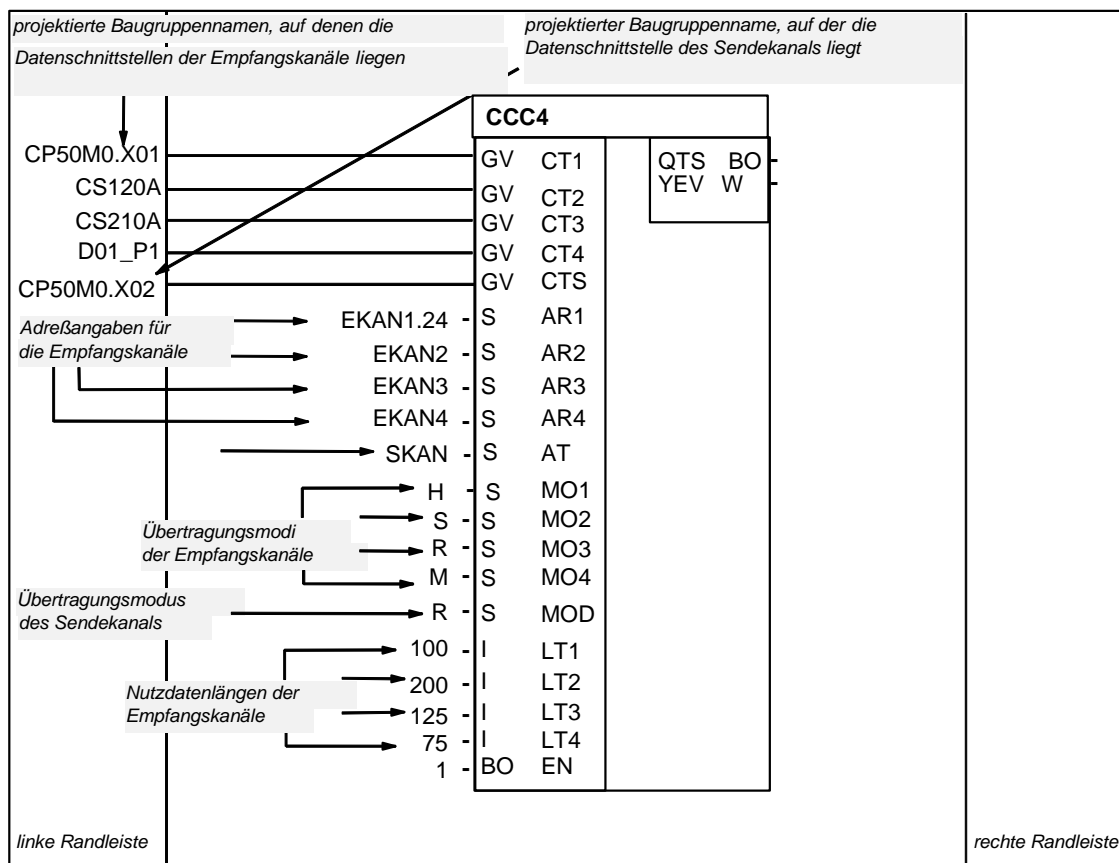 projektierte Baugruppennamen, auf denen die
Datenschnittstellen der Empfangskanäle liegen
projektierter Baugruppenname, auf der die
Datenschnittstelle des Sendekanals liegt
CCC4
CP50M0.X01 GV CT1 QTS BO
CS120A GV CT2 YEV W
CS210A GV CT3
D01_P1 GV CT4
CP50M0.X02 GV CTS
Adreßangaben für
die Empfangskanäle
EKAN1.24 - S AR1
EKAN2 - S AR2
EKAN3 - S AR3
EKAN4 - S AR4
SKAN - S AT
Übertragungsmodi
der Empfangskanäle
H - S MO1
S - S MO2
R - S MO3
M - S MO4
Übertragungsmodus
des Sendekanals
R - S MOD
Nutzdatenlängen der
Empfangskanäle
100 - I LT1
200 - I LT2
125 - I LT3
75 - I LT4
1 - BO EN
linke Randleiste
rechte Randleiste